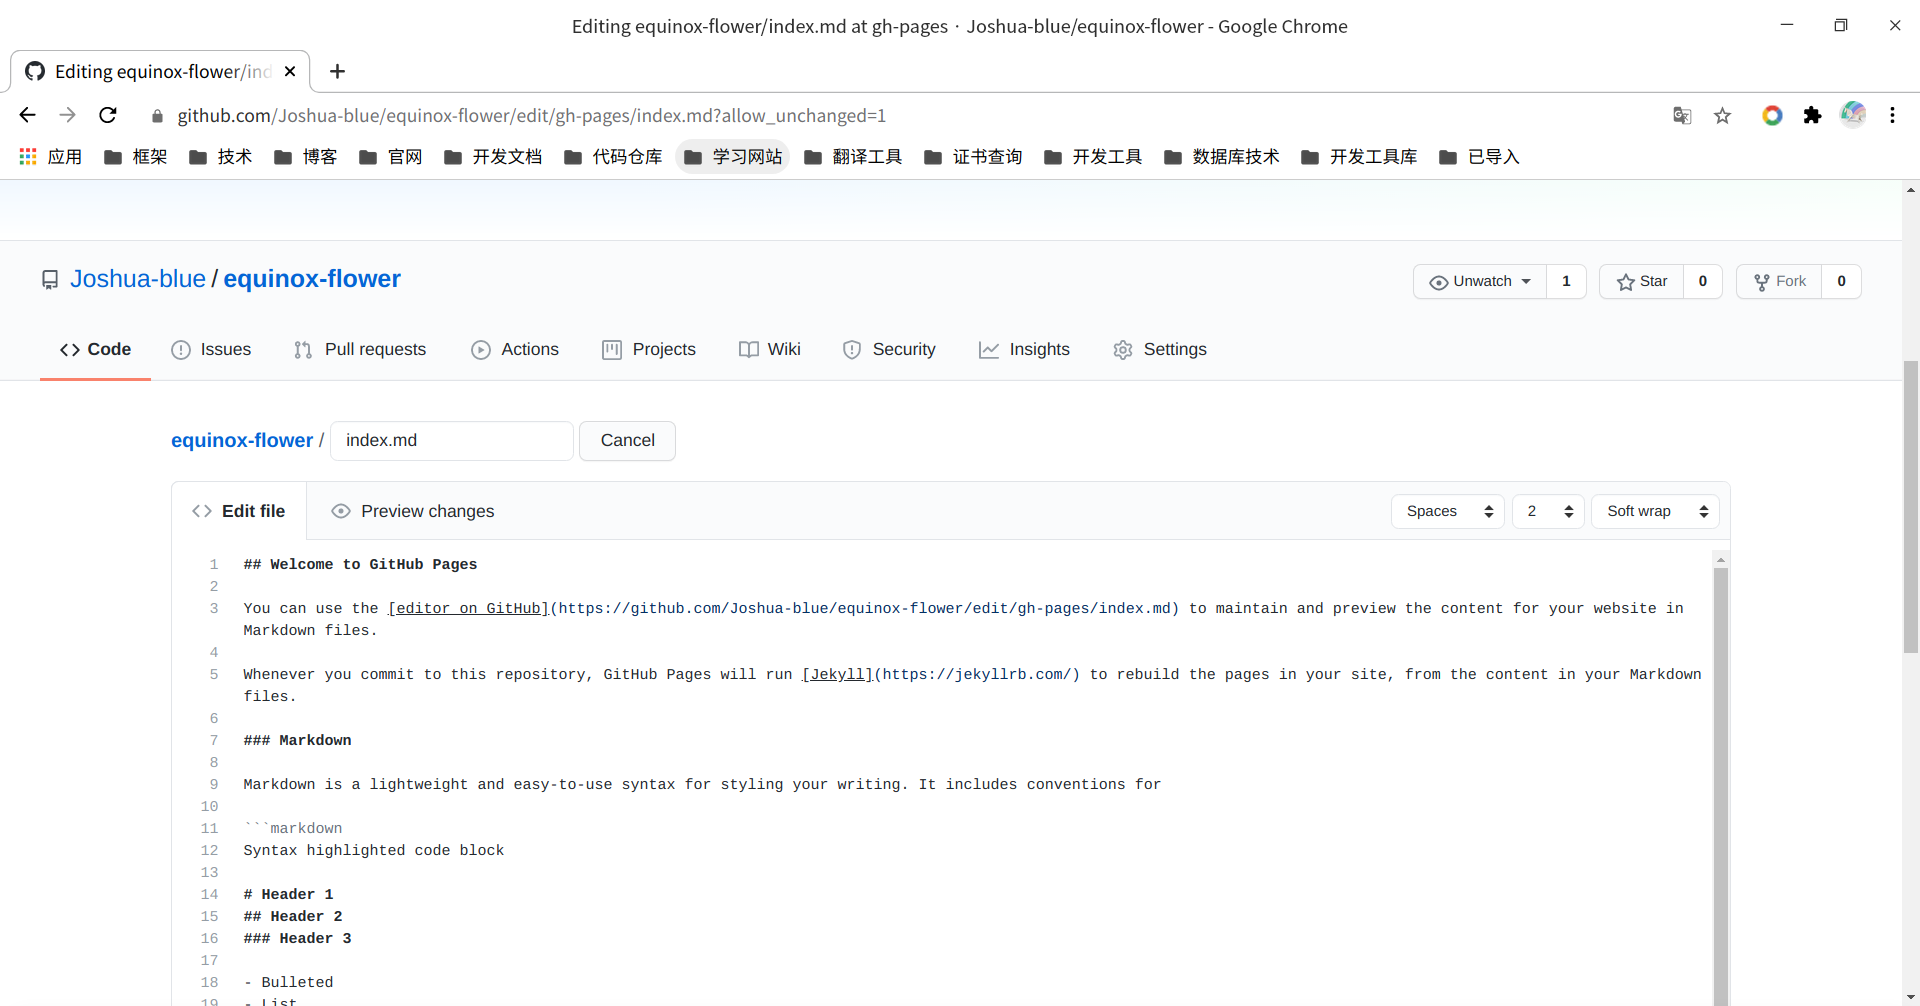 Editing equinox-flower/index.md at gh-pages · Joshua-blue/equinox-flower - Google Chrome
Editing equinox-flower/ind
github.com/Joshua-blue/equinox-flower/edit/gh-pages/index.md?allow_unchanged=1
应用 框架 技术 博客 官网 开发文档 代码仓库 学习网站 翻译工具 证书查询 开发工具 数据库技术 开发工具库 已导入
Joshua-blue / equinox-flower
Unwatch 1 Star 0 Fork 0
Code Issues Pull requests Actions Projects Wiki Security Insights Settings
equinox-flower / index.md Cancel
Edit file Preview changes Spaces 2 Soft wrap
1 ## Welcome to GitHub Pages
2
3 You can use the [editor on GitHub](https://github.com/Joshua-blue/equinox-flower/edit/gh-pages/index.md) to maintain and preview the content for your website in
Markdown files.
4
5 Whenever you commit to this repository, GitHub Pages will run [Jekyll](https://jekyllrb.com/) to rebuild the pages in your site, from the content in your Markdown
files.
6
7 ### Markdown
8
9 Markdown is a lightweight and easy-to-use syntax for styling your writing. It includes conventions for
10
11 ```markdown
12 Syntax highlighted code block
13
14 # Header 1
15 ## Header 2
16 ### Header 3
17
18 - Bulleted
19 - List